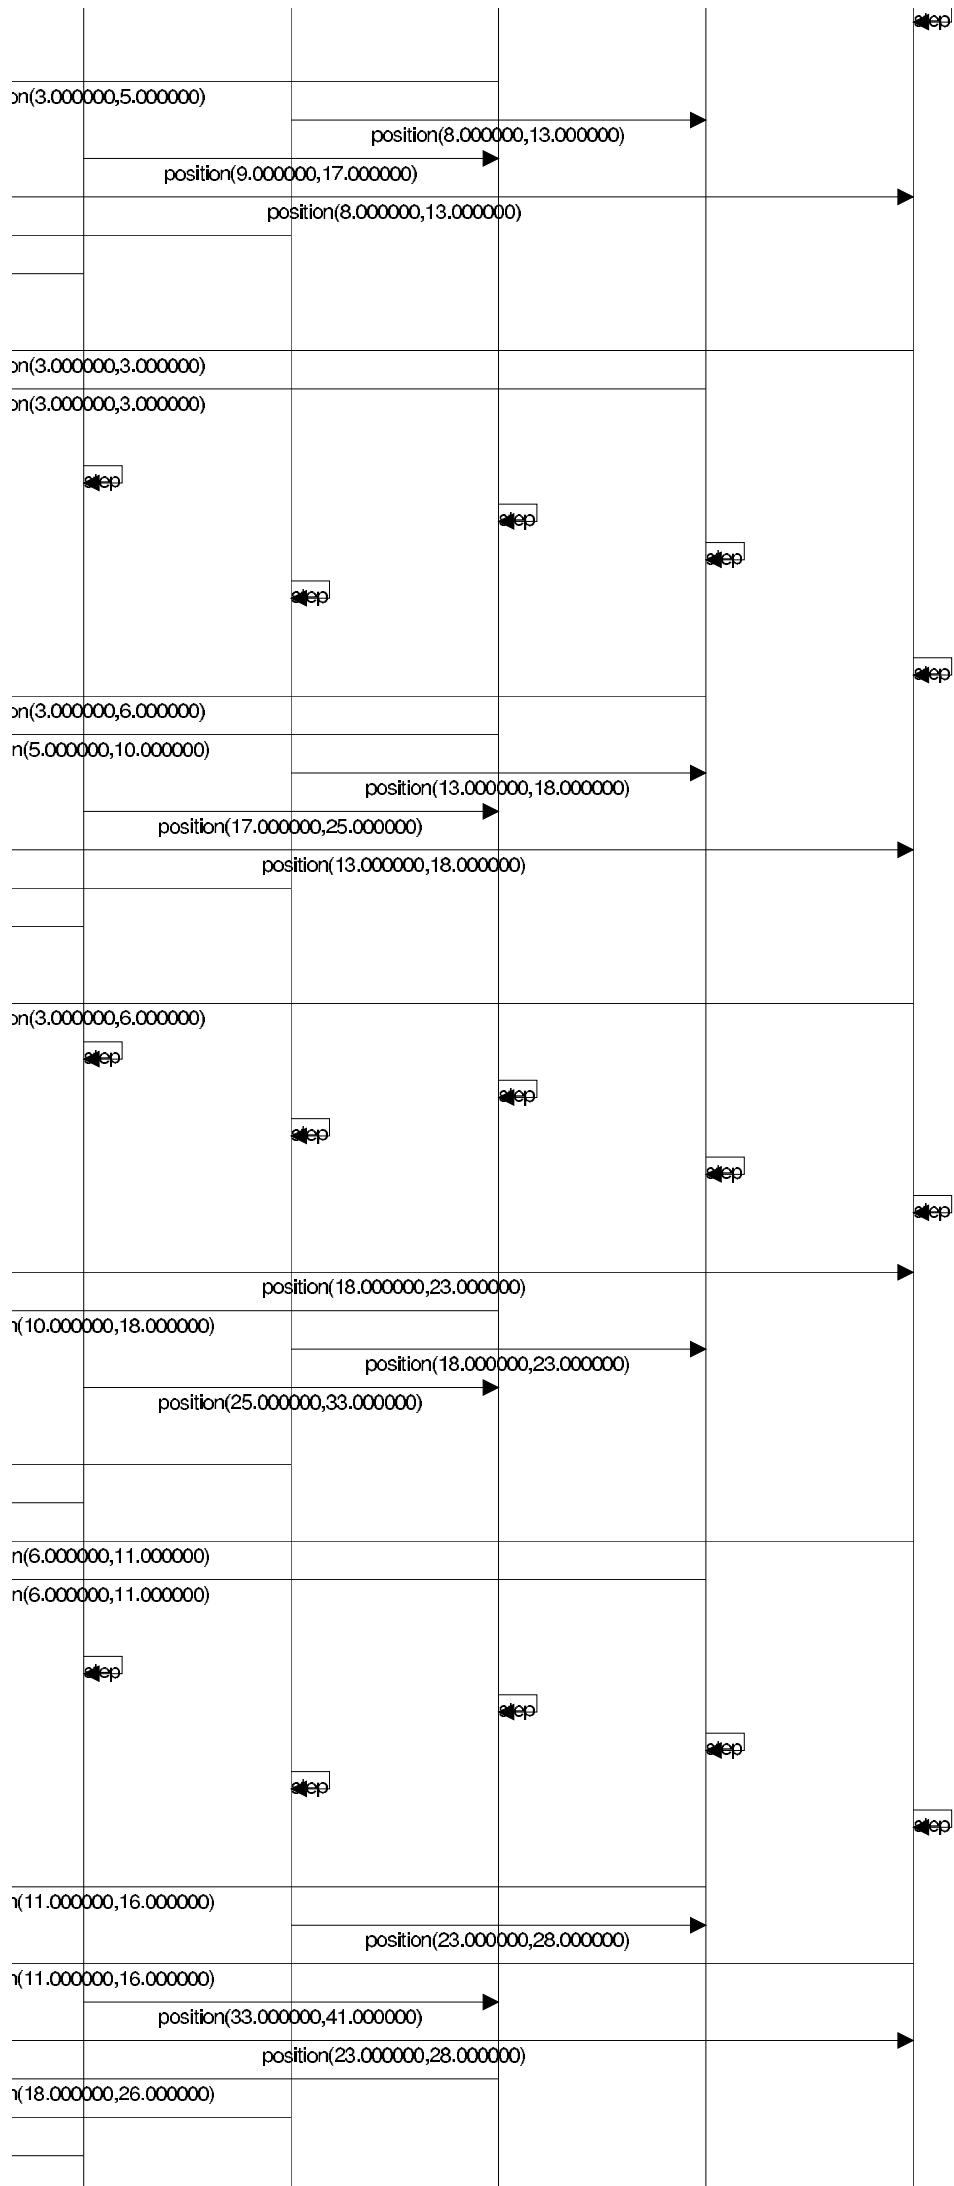 step
on(3.000000,5.000000)
position(8.000000,13.000000)
position(9.000000,17.000000)
position(8.000000,13.000000)
on(3.000000,3.000000)
on(3.000000,3.000000)
step
step
step
step
step
on(3.000000,6.000000)
n(5.000000,10.000000)
position(13.000000,18.000000)
position(17.000000,25.000000)
position(13.000000,18.000000)
on(3.000000,6.000000)
step
step
step
step
step
position(18.000000,23.000000)
n(10.000000,18.000000)
position(18.000000,23.000000)
position(25.000000,33.000000)
n(6.000000,11.000000)
n(6.000000,11.000000)
step
step
step
step
step
n(11.000000,16.000000)
position(23.000000,28.000000)
n(11.000000,16.000000)
position(33.000000,41.000000)
position(23.000000,28.000000)
n(18.000000,26.000000)